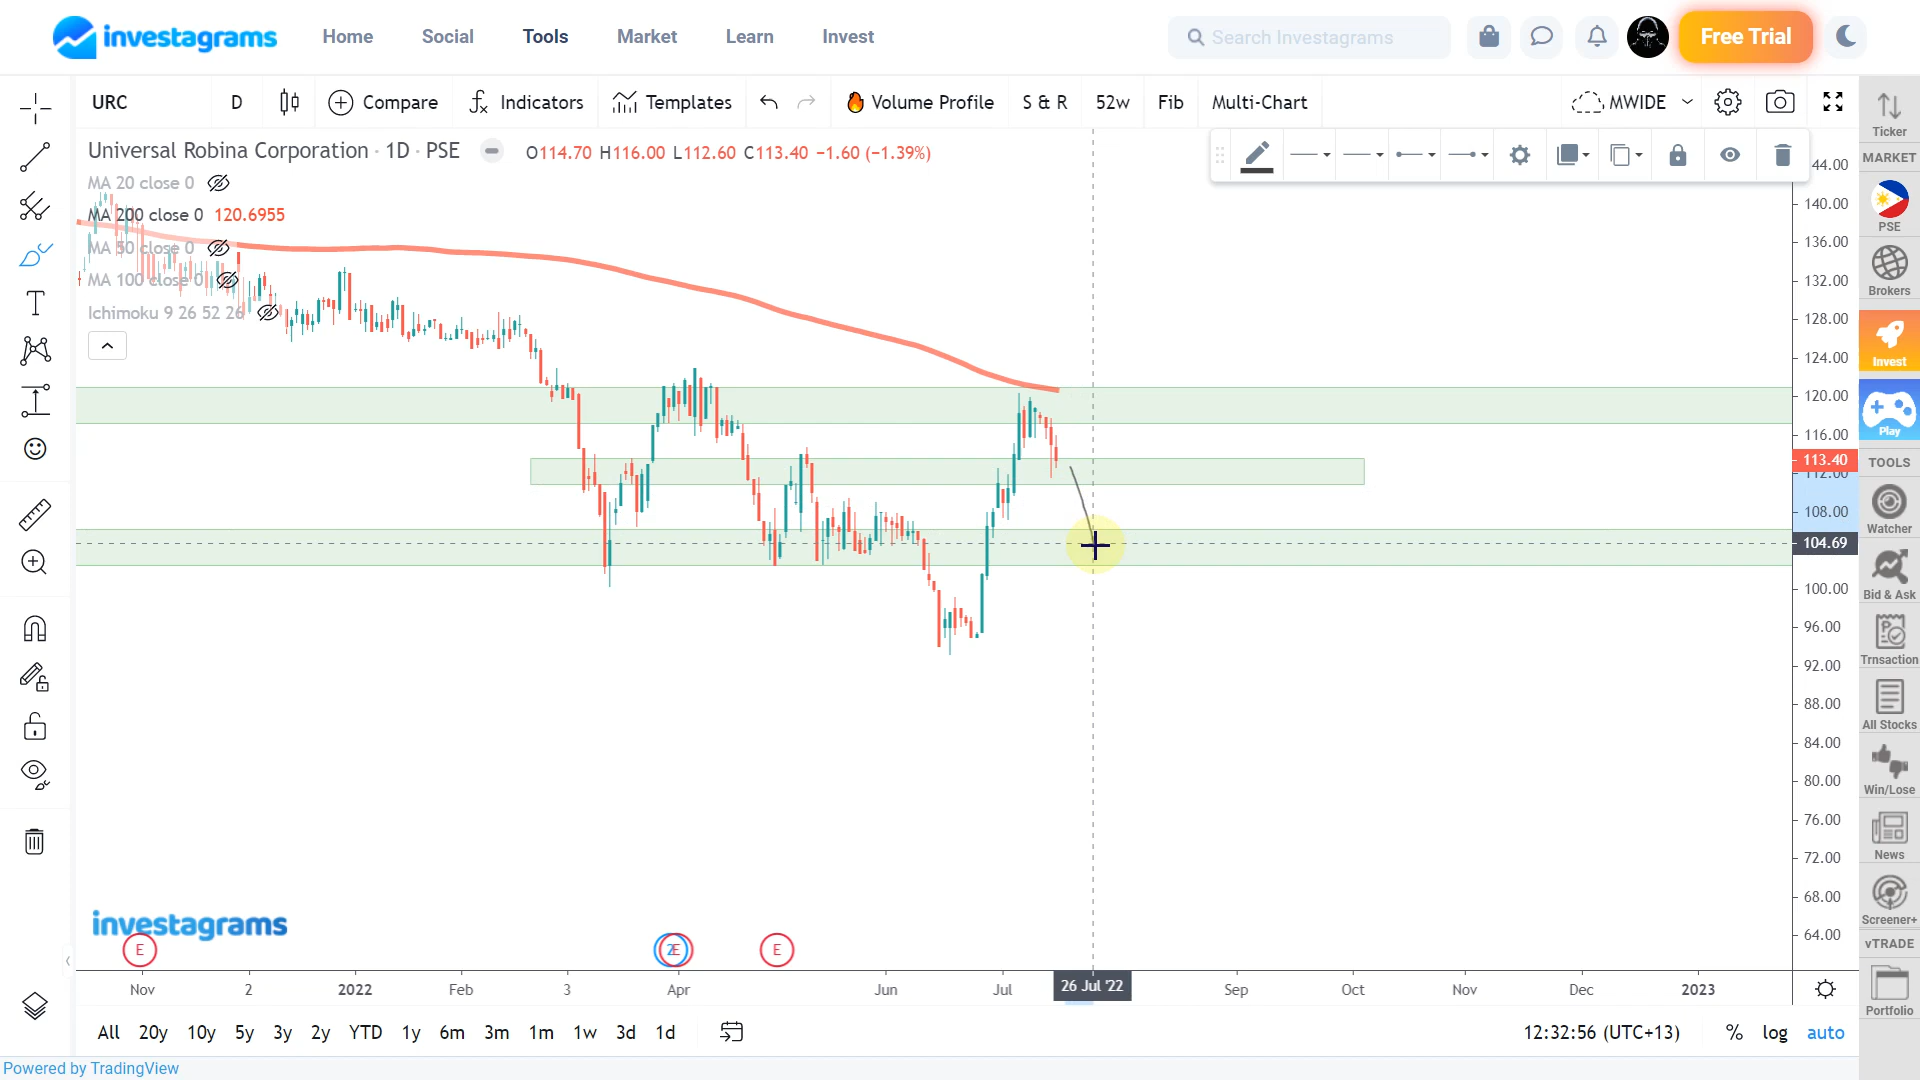 investagrams Home Social Tools Market Learn Invest Search Investagrams Free Trial
URC D Compare Indicators Templates Volume Profile S & R 52w Fib Multi-Chart MWIDE
Universal Robina Corporation · 1D · PSE O114.70 H116.00 L112.60 C113.40 −1.60 (−1.39%)
MA 20 close 0
MA 200 close 0 120.6955
MA 50 close 0
MA 100 close 0
Ichimoku 9 26 52 26
44.00
140.00
136.00
132.00
128.00
124.00
120.00
116.00
113.40
112.00
108.00
104.69
100.00
96.00
92.00
88.00
84.00
80.00
76.00
72.00
68.00
64.00
Ticker
MARKET
PSE
Brokers
Invest
Play
TOOLS
Watcher
Bid & Ask
Trnsaction
All Stocks
Win/Lose
News
Screener+
vTRADE
Portfolio
investagrams
E E E
Nov 2 2022 Feb 3 Apr Jun Jul 26 Jul '22 Sep Oct Nov Dec 2023
All 20y 10y 5y 3y 2y YTD 1y 6m 3m 1m 1w 3d 1d 12:32:56 (UTC+13) % log auto
Powered by TradingView